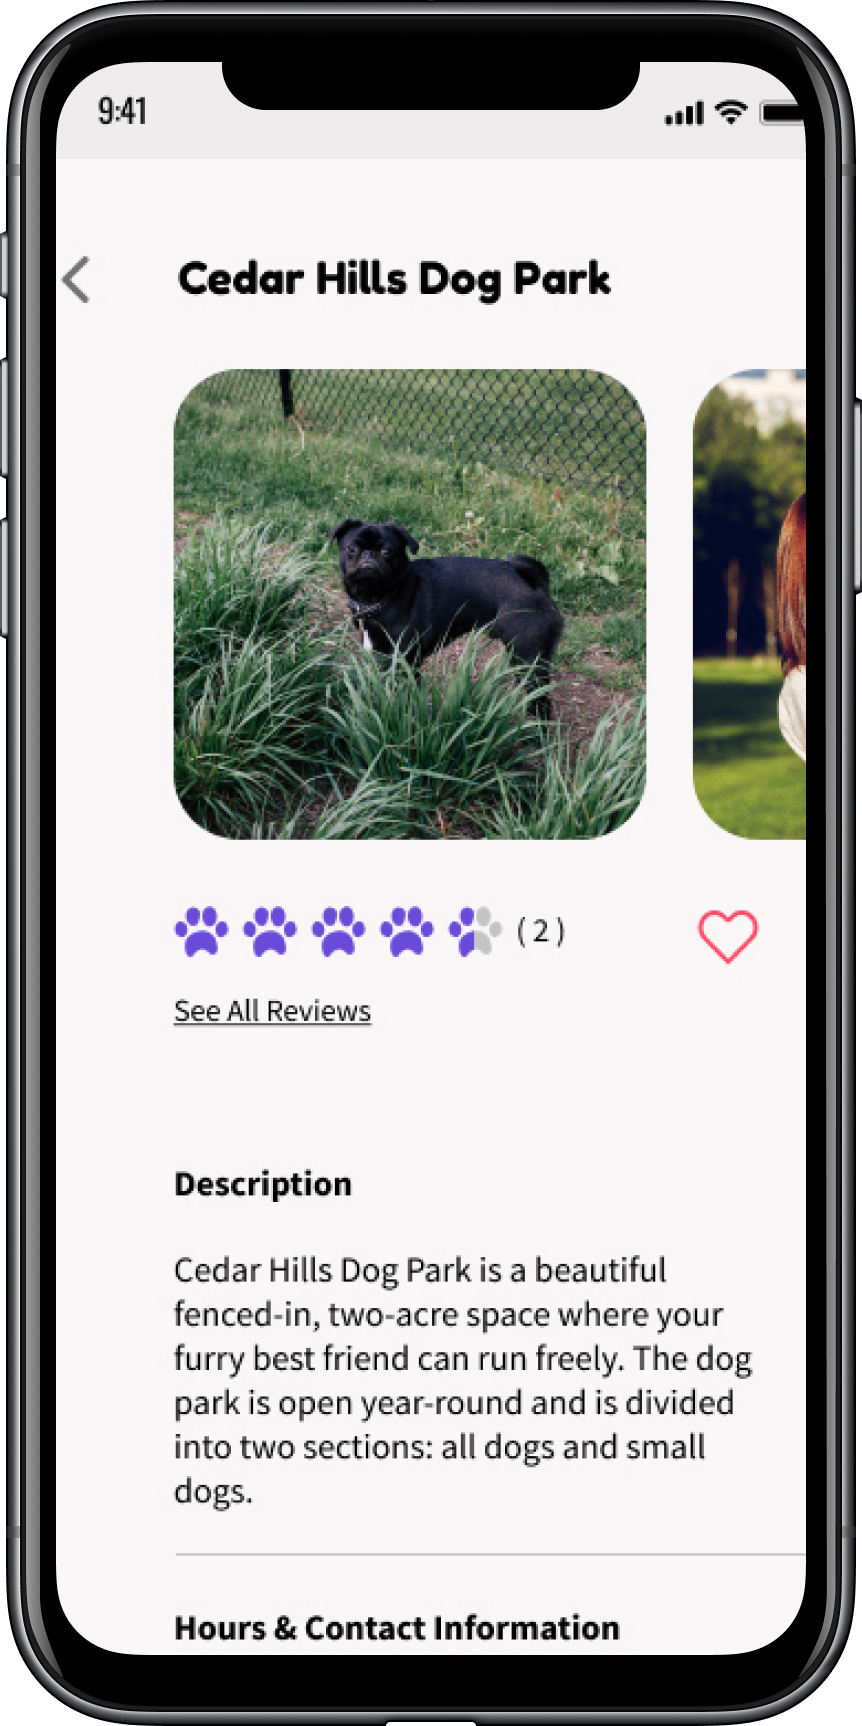 9:41
Cedar Hills Dog Park
( 2 )
See All Reviews
Description
Cedar Hills Dog Park is a beautiful
fenced-in, two-acre space where your
furry best friend can run freely. The dog
park is open year-round and is divided
into two sections: all dogs and small
dogs.
Hours & Contact Information